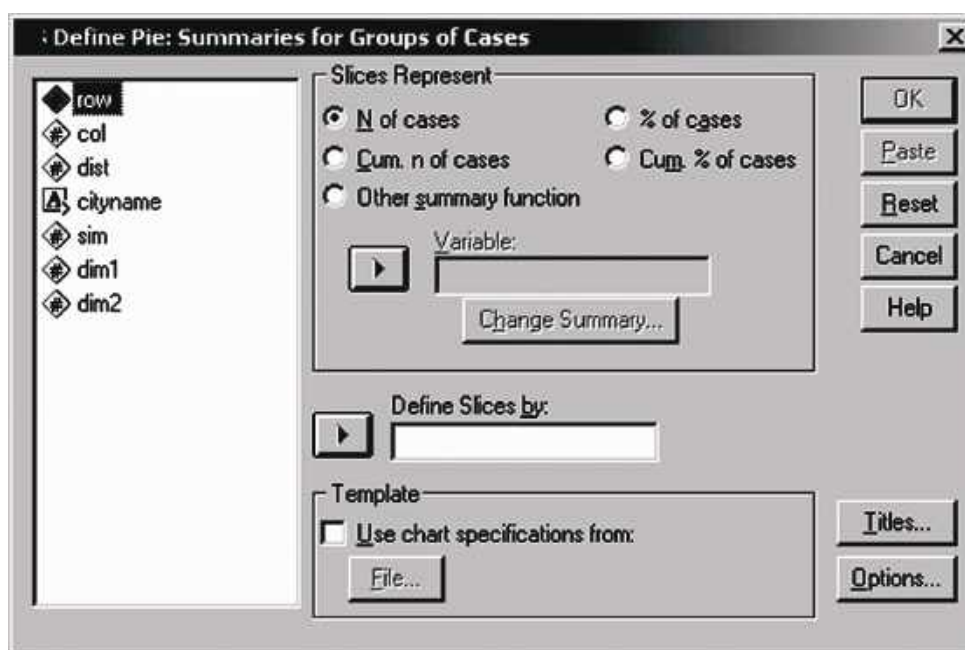 Define Pie: Summaries for Groups of Cases
row
col
dist
cityname
sim
dim1
dim2
Slices Represent
N of cases
% of cases
Cum. n of cases
Cum. % of cases
Other summary function
Variable:
Change Summary...
Define Slices by:
Template
Use chart specifications from:
File...
OK
Paste
Reset
Cancel
Help
Titles...
Options...